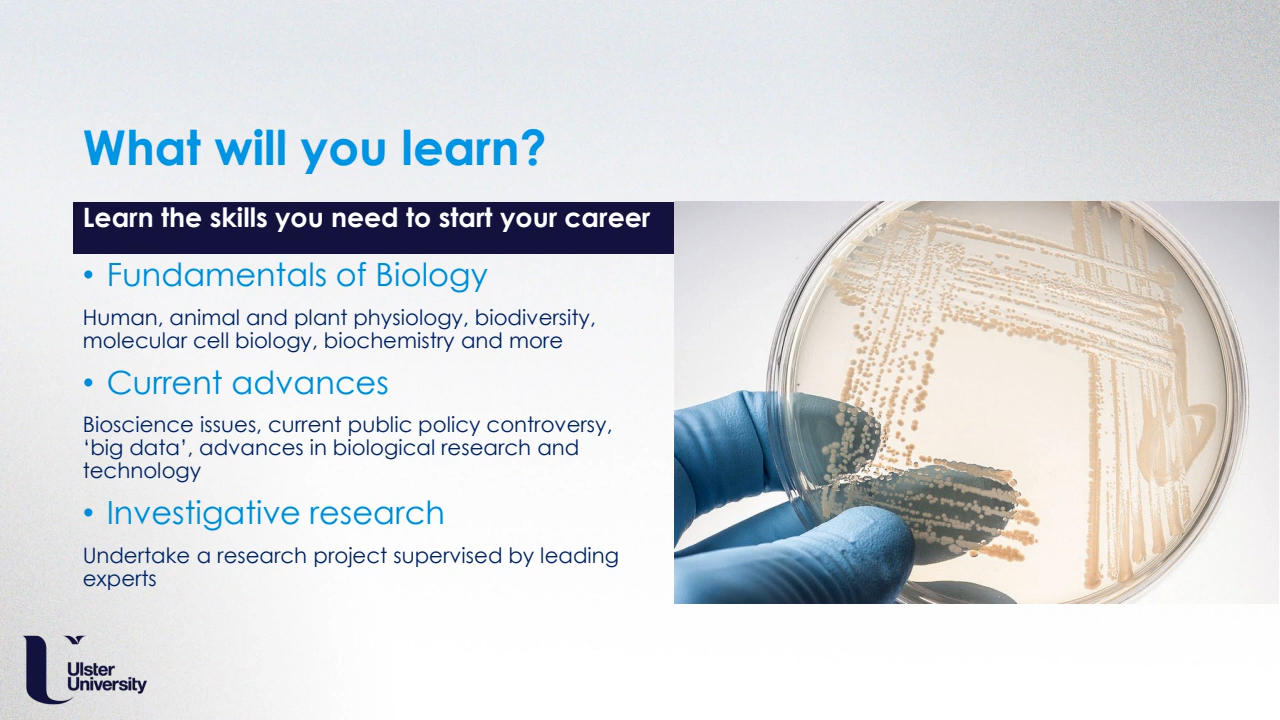 What will you learn?
Learn the skills you need to start your career
• Fundamentals of Biology
Human, animal and plant physiology, biodiversity,
molecular cell biology, biochemistry and more
• Current advances
Bioscience issues, current public policy controversy,
‘big data’, advances in biological research and
technology
• Investigative research
Undertake a research project supervised by leading
experts
Ulster
University